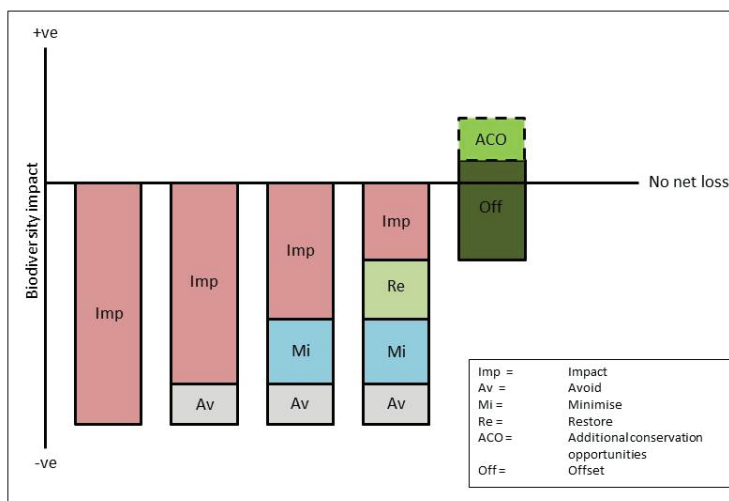 +ve
Biodiversity impact
-ve
No net loss
Imp
Imp
Av
Imp
Mi
Av
Imp
Re
Mi
Av
ACO
Off
Imp = Impact
Av = Avoid
Mi = Minimise
Re = Restore
ACO = Additional conservation
opportunities
Off = Offset